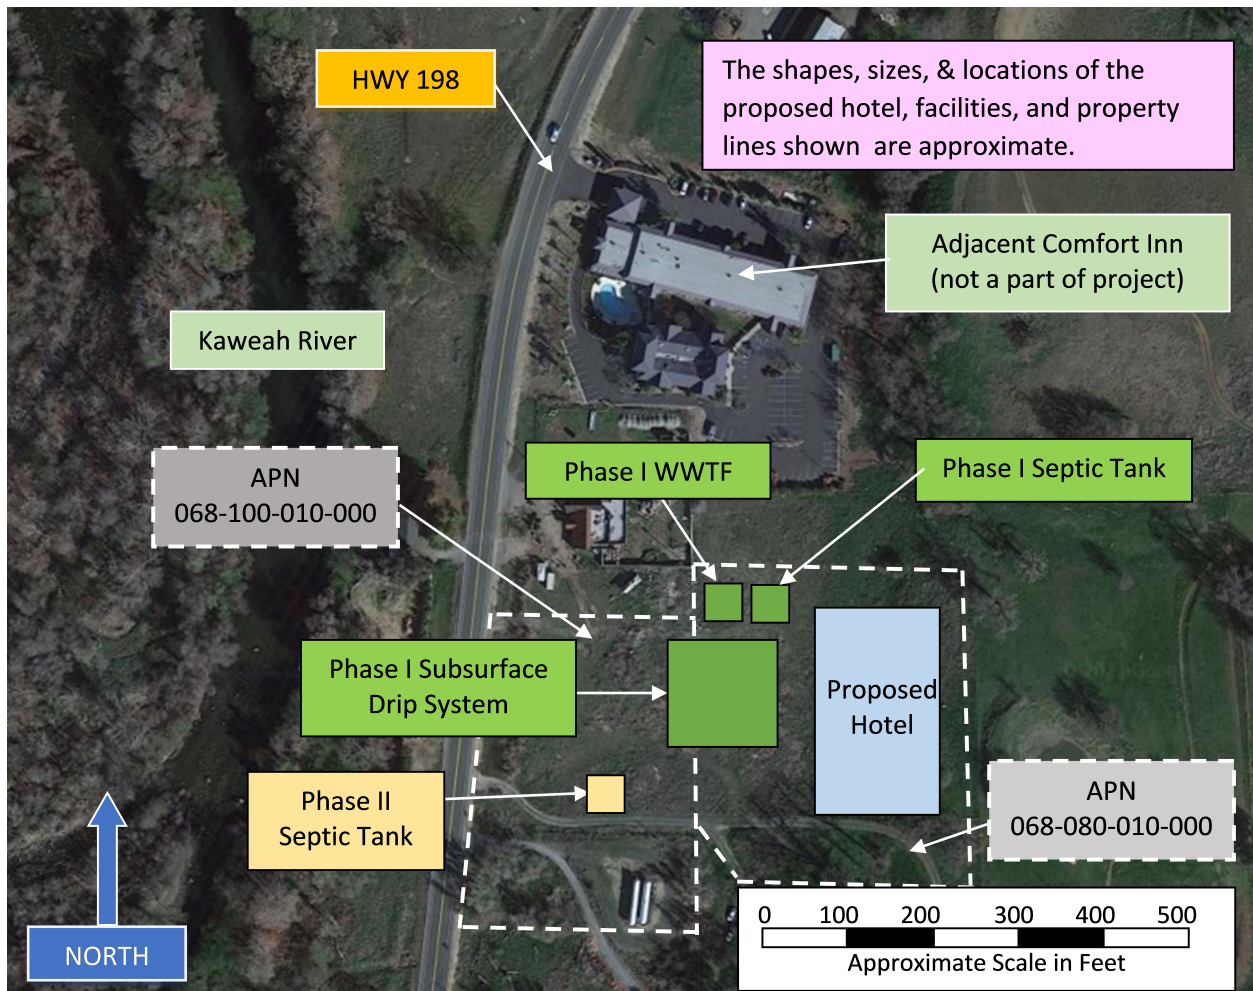 HWY 198
The shapes, sizes, & locations of the
proposed hotel, facilities, and property
lines shown are approximate.
Adjacent Comfort Inn
(not a part of project)
Kaweah River
Phase I WWTF
Phase I Septic Tank
APN
068-100-010-000
Phase I Subsurface
Drip System
Proposed
Hotel
Phase II
Septic Tank
APN
068-080-010-000
NORTH
0 100 200 300 400 500
Approximate Scale in Feet